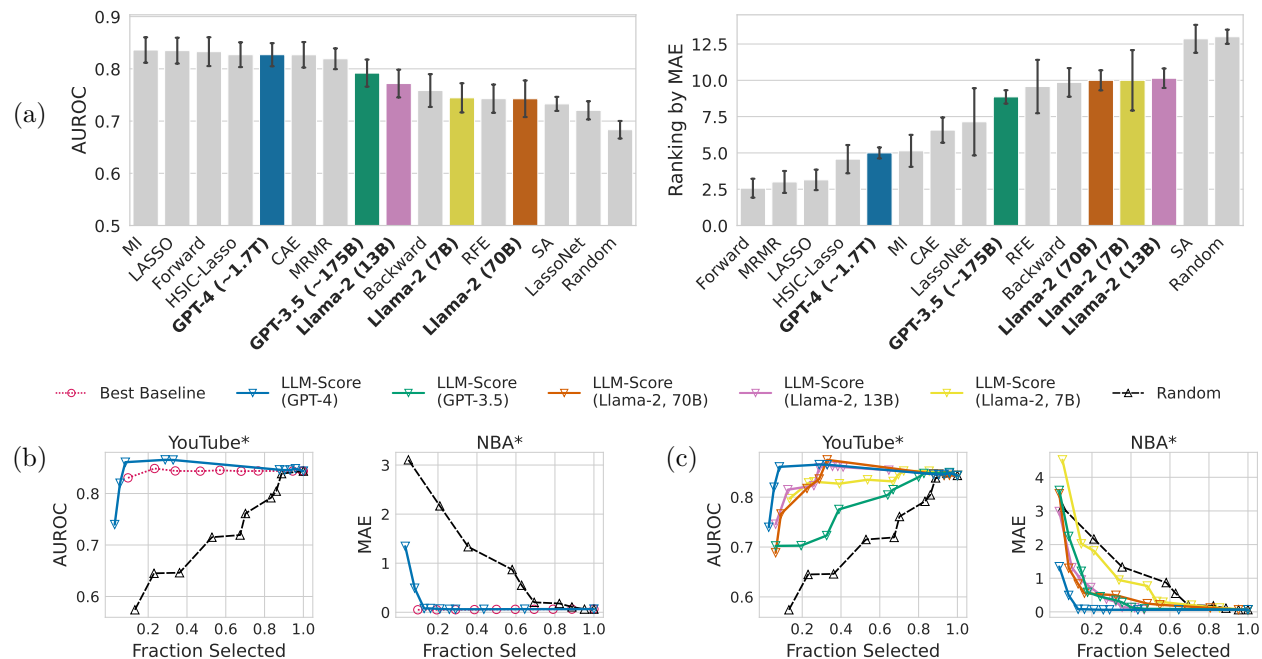 (a)
AUROC
0.9
0.8
0.7
0.6
0.5
MI
LASSO
Forward
HSIC-Lasso
GPT-4 (~1.7T)
CAE
MRMR
GPT-3.5 (~175B)
Llama-2 (13B)
Backward
Llama-2 (7B)
RFE
Llama-2 (70B)
SA
LassoNet
Random
Ranking by MAE
12.5
10.0
7.5
5.0
2.5
0.0
Forward
MRMR
LASSO
HSIC-Lasso
GPT-4 (~1.7T)
MI
CAE
LassoNet
GPT-3.5 (~175B)
RFE
Backward
Llama-2 (70B)
Llama-2 (7B)
Llama-2 (13B)
SA
Random
Best Baseline
LLM-Score
(GPT-4)
LLM-Score
(GPT-3.5)
LLM-Score
(Llama-2, 70B)
LLM-Score
(Llama-2, 13B)
LLM-Score
(Llama-2, 7B)
Random
(b)
YouTube*
AUROC
0.8
0.7
0.6
0.2 0.4 0.6 0.8 1.0
Fraction Selected
NBA*
MAE
3
2
1
0
0.2 0.4 0.6 0.8 1.0
Fraction Selected
(c)
YouTube*
AUROC
0.8
0.7
0.6
0.2 0.4 0.6 0.8 1.0
Fraction Selected
NBA*
MAE
4
3
2
1
0
0.2 0.4 0.6 0.8 1.0
Fraction Selected